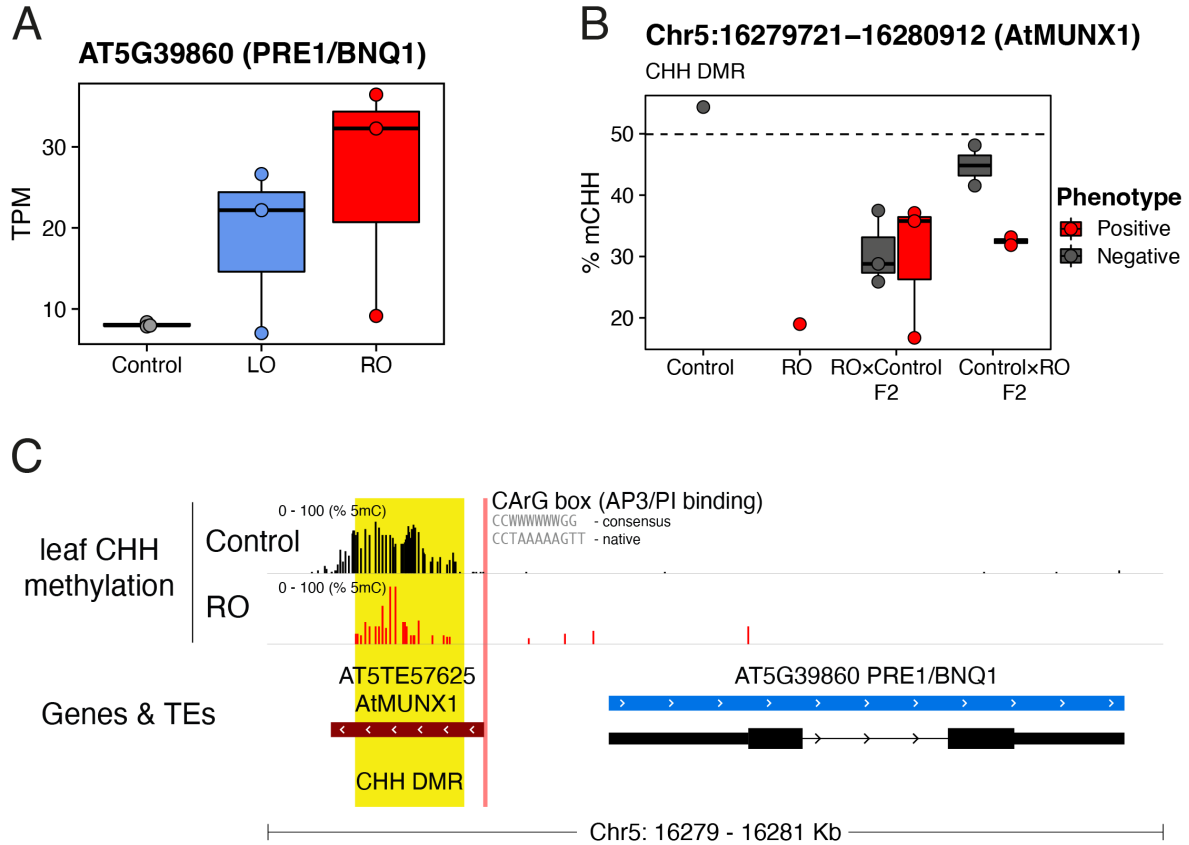 A
AT5G39860 (PRE1/BNQ1)
TPM
30
20
10
Control
LO
RO
B
Chr5:16279721–16280912 (AtMUNX1)
CHH DMR
% mCHH
50
40
30
20
Control
RO
RO×Control
F2
Control×RO
F2
Phenotype
Positive
Negative
C
leaf CHH
methylation
Control
0 - 100 (% 5mC)
RO
0 - 100 (% 5mC)
CArG box (AP3/PI binding)
CCWWWWWWGG - consensus
CCTAAAAAGTT - native
Genes & TEs
AT5TE57625
AtMUNX1
CHH DMR
AT5G39860 PRE1/BNQ1
Chr5: 16279 - 16281 Kb